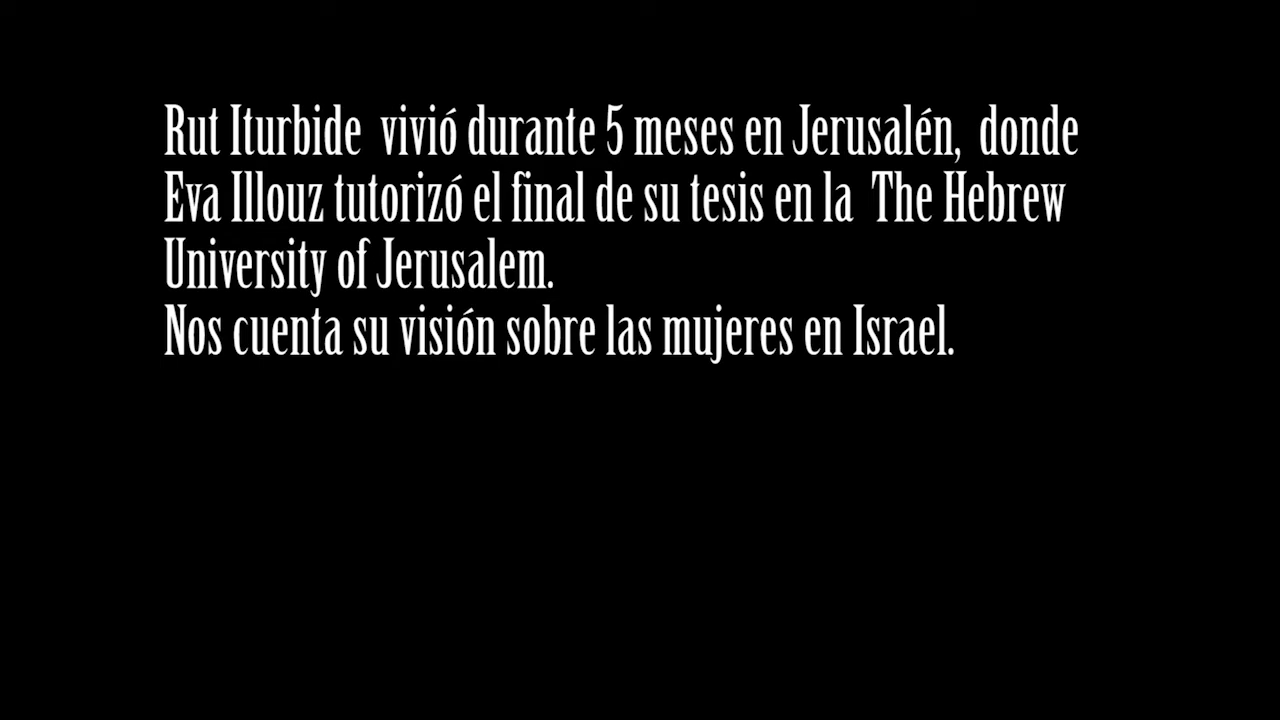 Rut Iturbide  vivió durante 5 meses en Jerusalén,  donde
Eva Illouz tutorizó el final de su tesis en la  The Hebrew
University of Jerusalem.
Nos cuenta su visión sobre las mujeres en Israel.